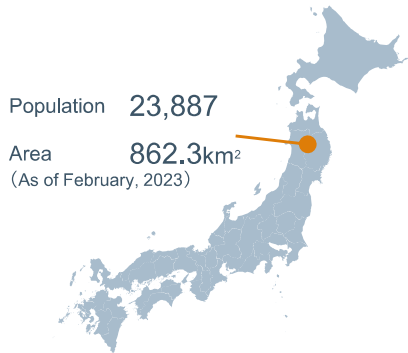 Population 23,887
Area 862.3km²
（As of February, 2023）